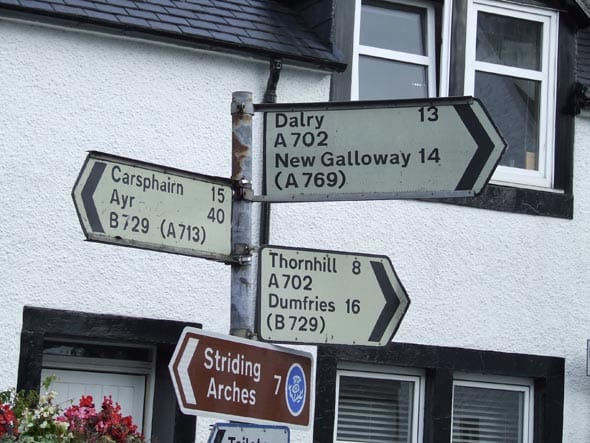 Dalry 13
A702
New Galloway 14
(A769)
Carsphairn 15
Ayr 40
B729 (A713)
Thornhill 8
A702
Dumfries 16
(B729)
Striding
Arches 7
Toilets